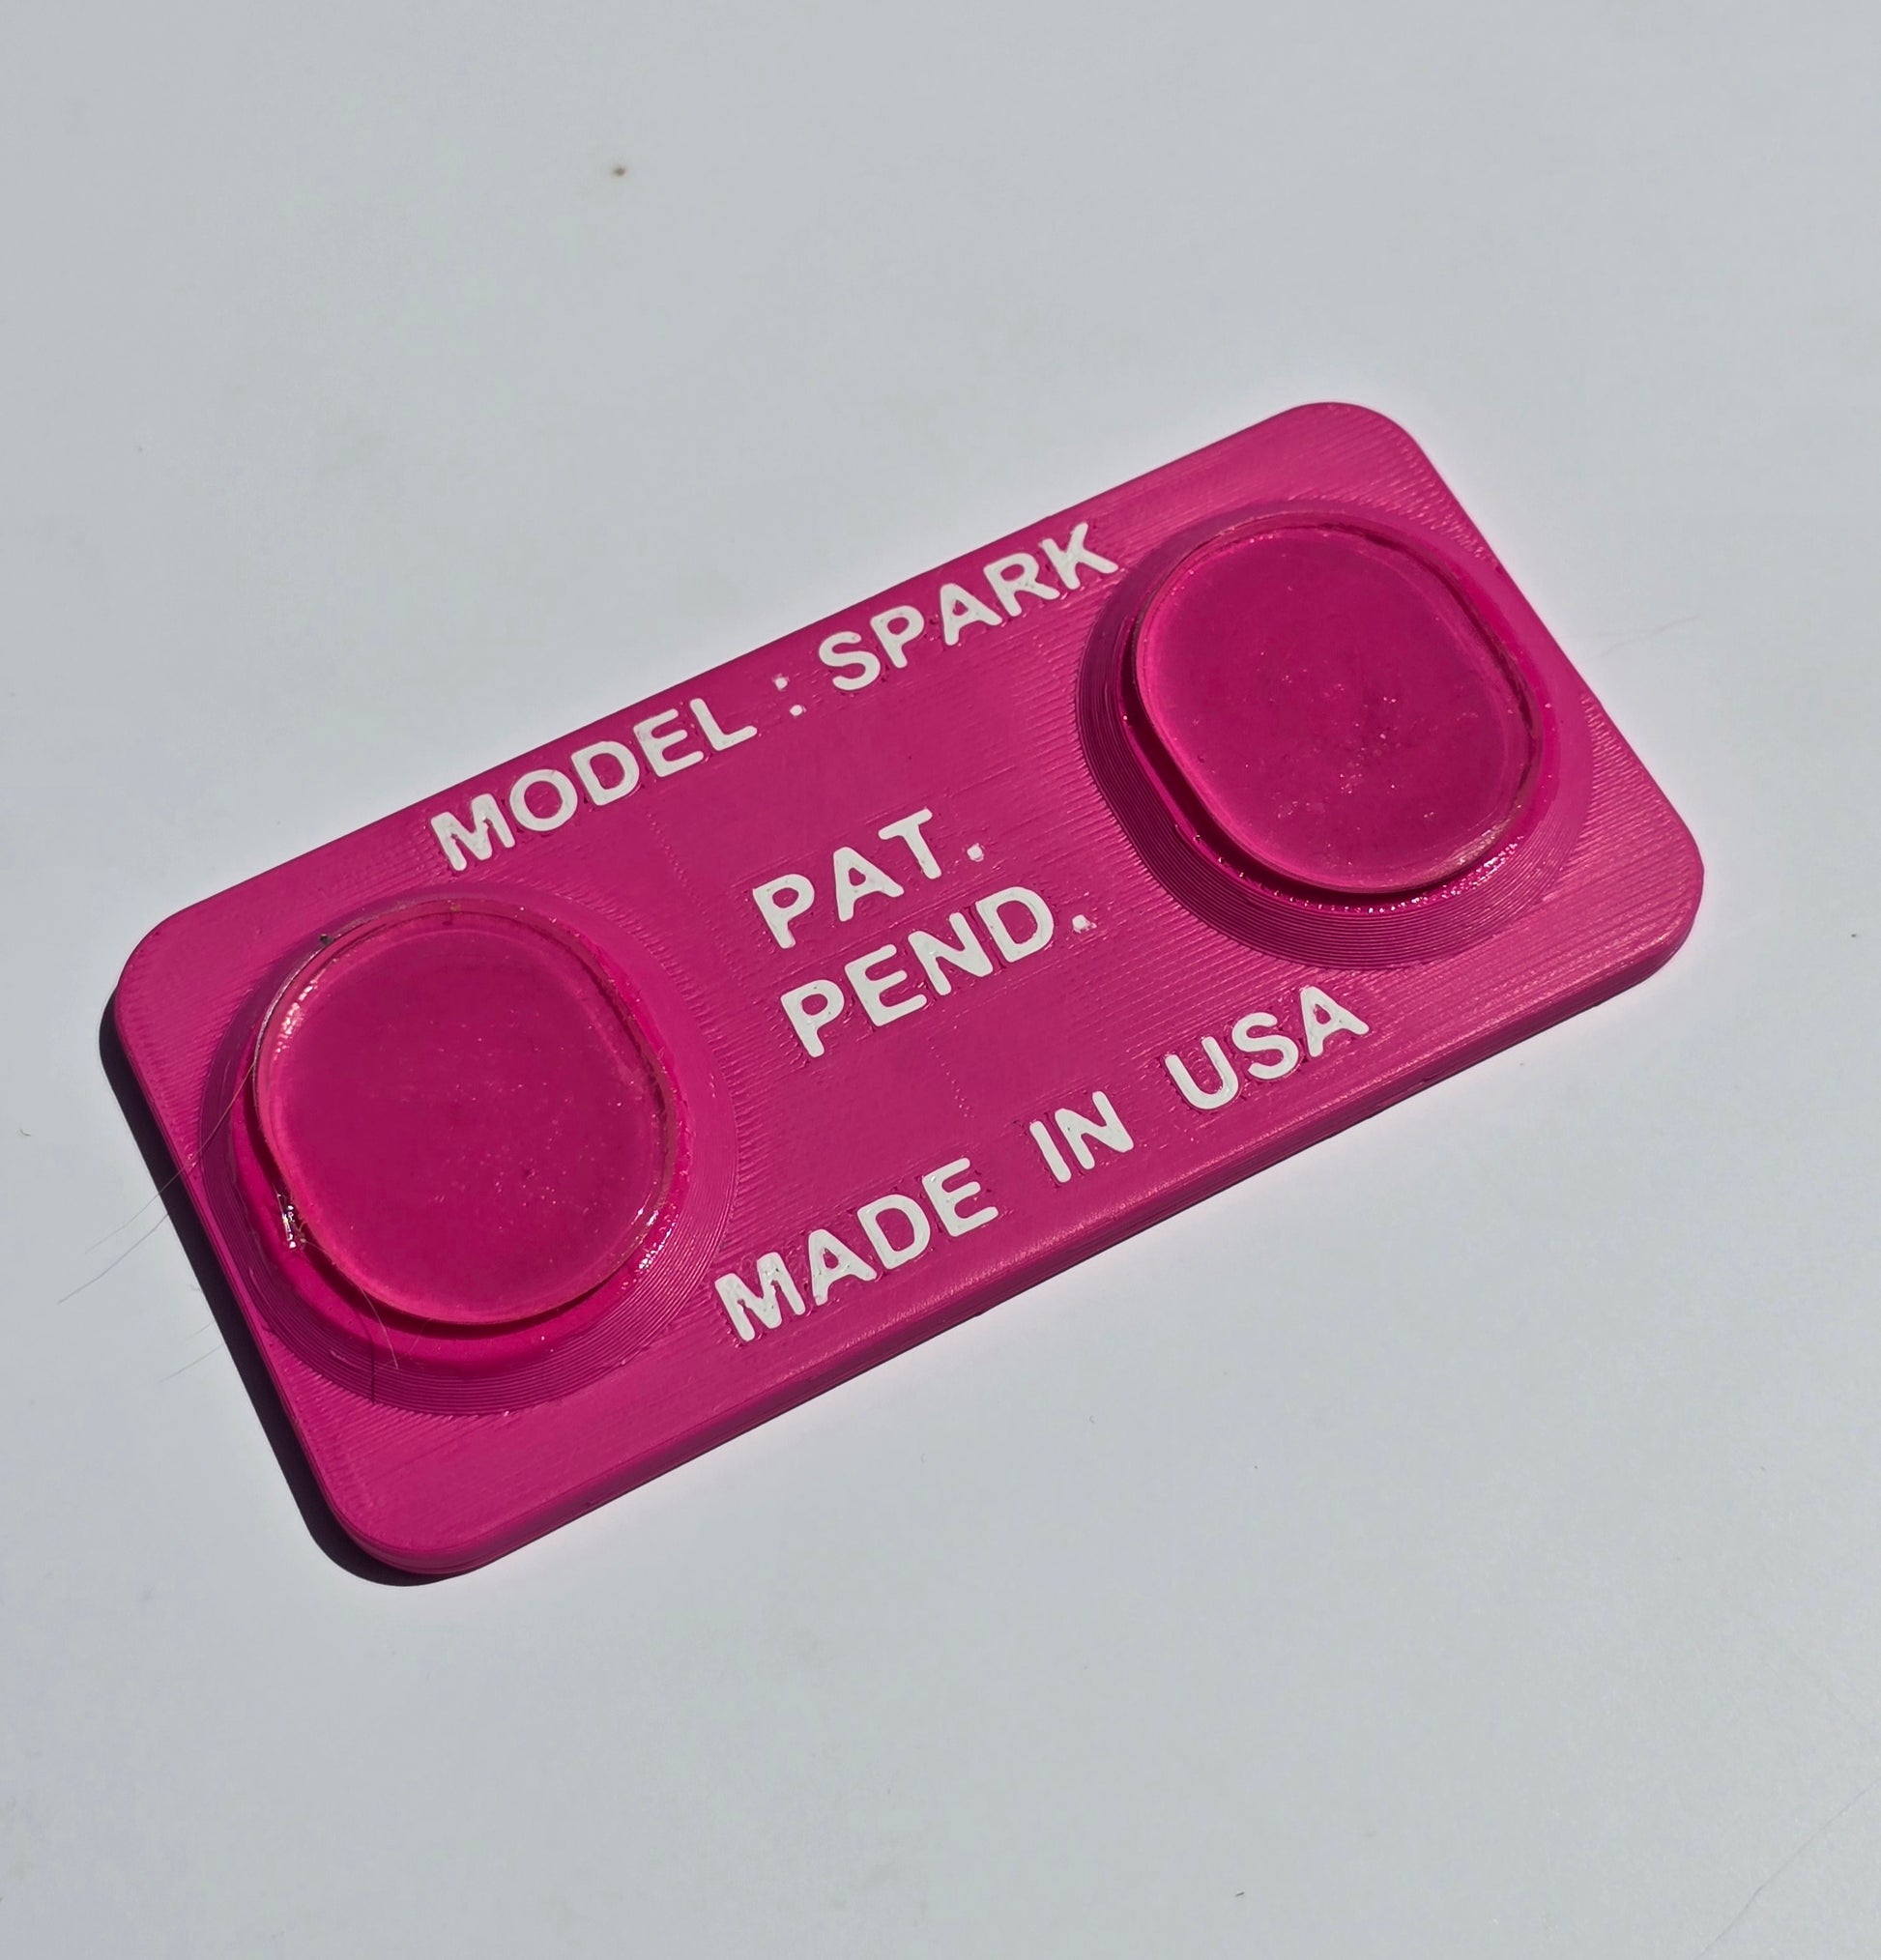 MODEL : SPARK
PAT.
PEND.
MADE IN USA